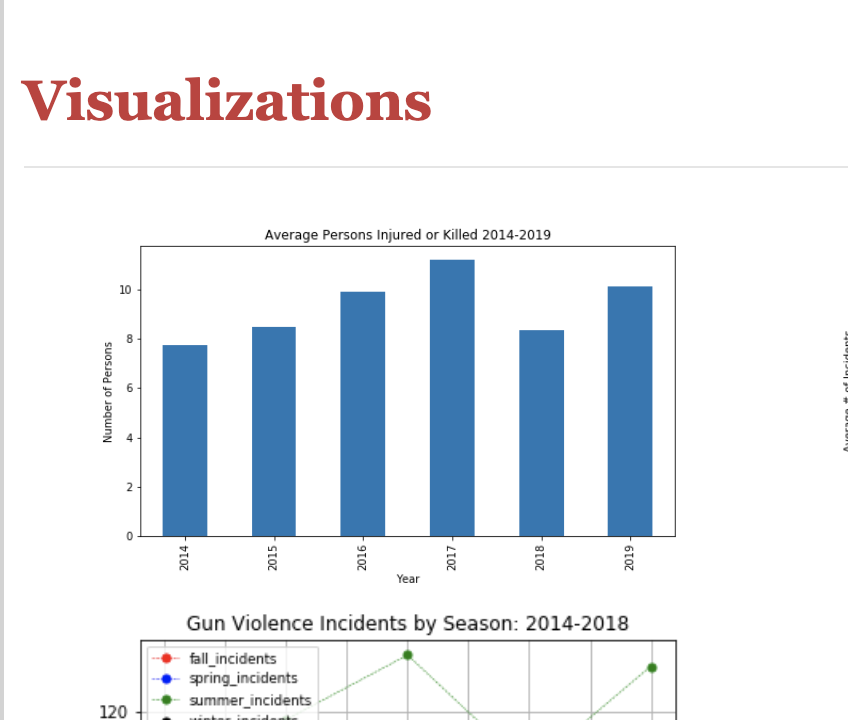 Visualizations
Average Persons Injured or Killed 2014-2019
Number of Persons
10
8
6
4
2
0
2014
2015
2016
2017
2018
2019
Year
Average # of Incidents
Gun Violence Incidents by Season: 2014-2018
fall_incidents
spring_incidents
summer_incidents
winter_incidents
120